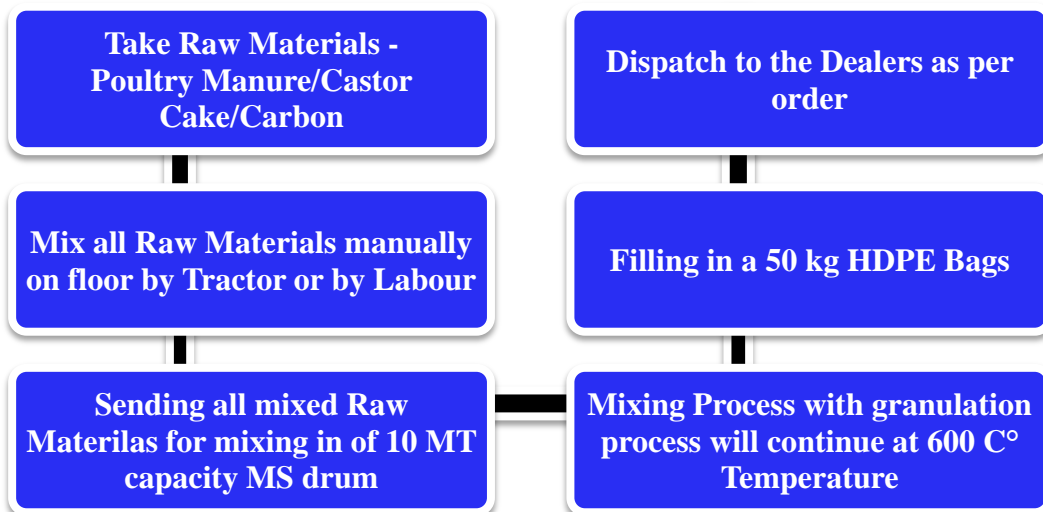 Take Raw Materials -
Poultry Manure/Castor
Cake/Carbon
Mix all Raw Materials manually
on floor by Tractor or by Labour
Sending all mixed Raw
Materilas for mixing in of 10 MT
capacity MS drum
Mixing Process with granulation
process will continue at 600 C°
Temperature
Filling in a 50 kg HDPE Bags
Dispatch to the Dealers as per
order